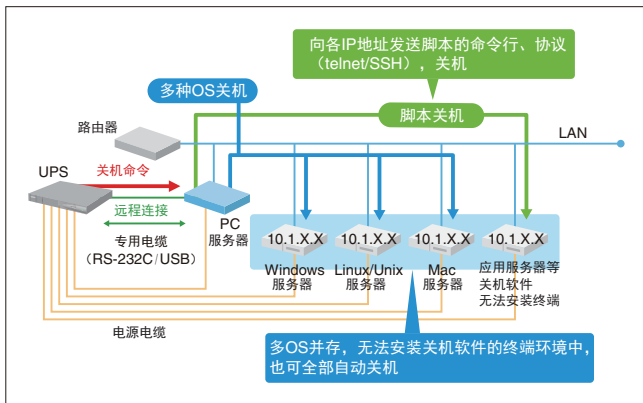 向各IP地址发送脚本的命令行、协议
（telnet/SSH），关机
多种OS关机
脚本关机
路由器
LAN
UPS
关机命令
远程连接
PC
服务器
专用电缆
（RS-232C/USB）
10.1.X.X
10.1.X.X
10.1.X.X
10.1.X.X
Windows
服务器
Linux/Unix
服务器
Mac
服务器
应用服务器等
关机软件
无法安装终端
电源电缆
多OS并存，无法安装关机软件的终端环境中，
也可全部自动关机